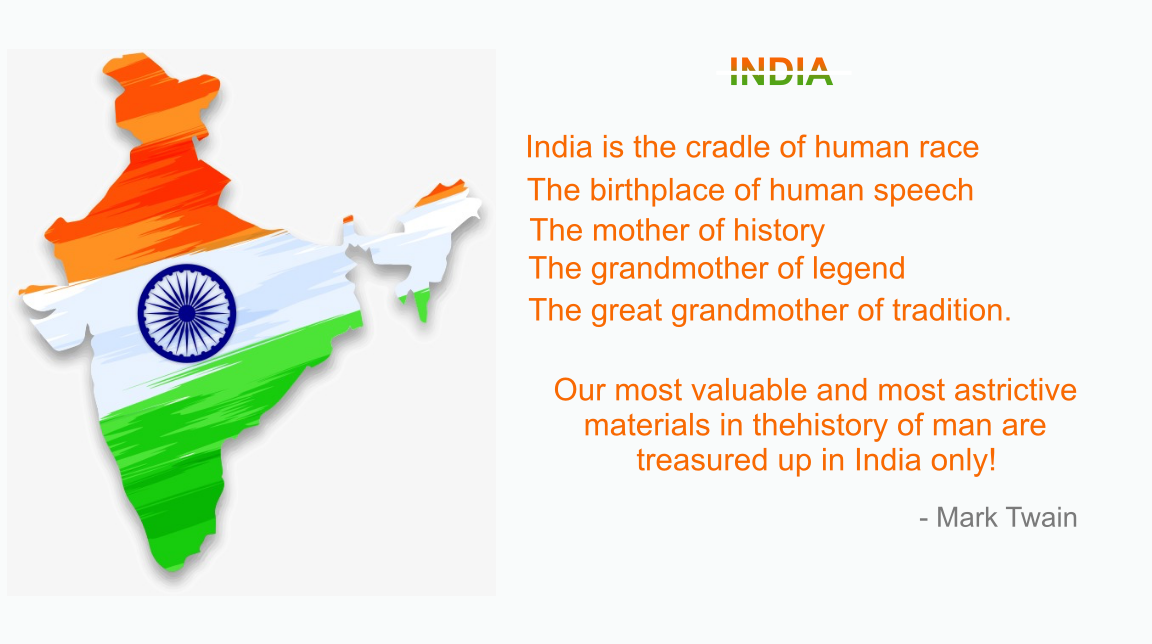 INDIA
India is the cradle of human race
The birthplace of human speech
The mother of history
The grandmother of legend
The great grandmother of tradition.
Our most valuable and most astrictive
materials in thehistory of man are
treasured up in India only!
- Mark Twain